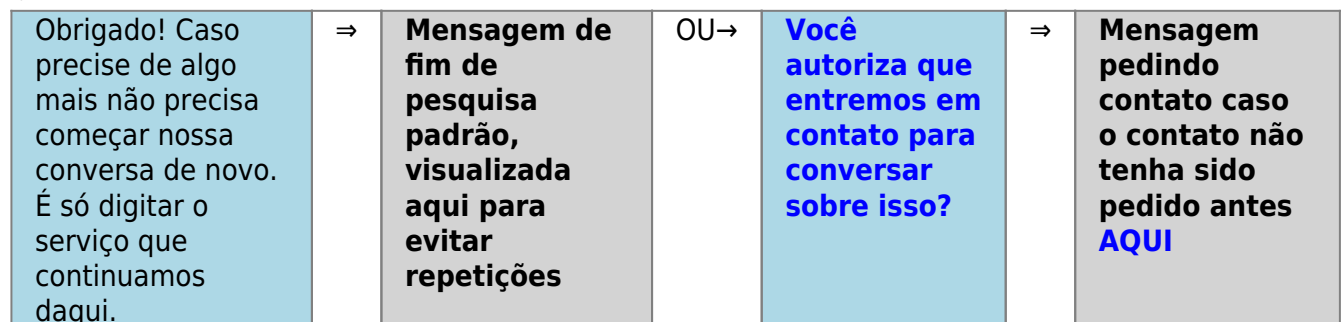 Obrigado! Caso
precise de algo
mais não precisa
começar nossa
conversa de novo.
É só digitar o
serviço que
continuamos
daqui.
⇒
Mensagem de
fim de
pesquisa
padrão,
visualizada
aqui para
evitar
repetições
OU→
Você
autoriza que
entremos em
contato para
conversar
sobre isso?
⇒
Mensagem
pedindo
contato caso
o contato não
tenha sido
pedido antes
AQUI